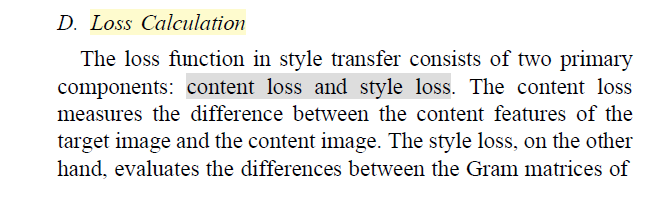 D. Loss Calculation
The loss function in style transfer consists of two primary
components: content loss and style loss. The content loss
measures the difference between the content features of the
target image and the content image. The style loss, on the other
hand, evaluates the differences between the Gram matrices of